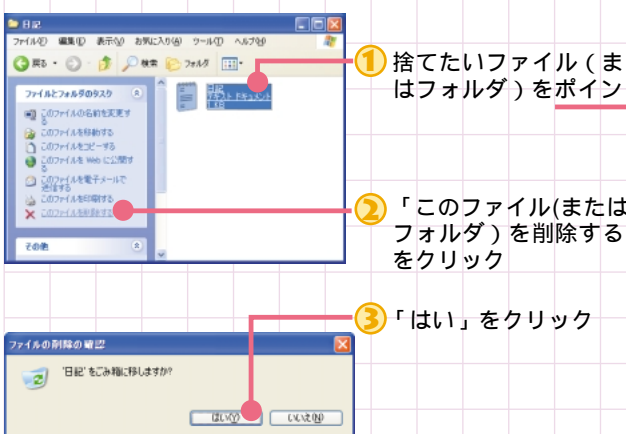 日記
ファイル(F) 編集(E) 表示(V) お気に入り(A) ツール(T) ヘルプ(H)
戻る 検索 フォルダ
ファイルとフォルダのタスク
このファイルの名前を変更す
る
このファイルを移動する
このファイルをコピーする
このファイルを Web に公開す
る
このファイルを電子メールで
送信する
このファイルを印刷する
このファイルを削除する
その他
日記
テキスト ドキュメント
1 KB
1 捨てたいファイル(ま
はフォルダ)をポイン
2 「このファイル(または
フォルダ)を削除する
をクリック
3 「はい」をクリック
ファイルの削除の確認
'日記' をごみ箱に移しますか?
はい(Y) いいえ(N)